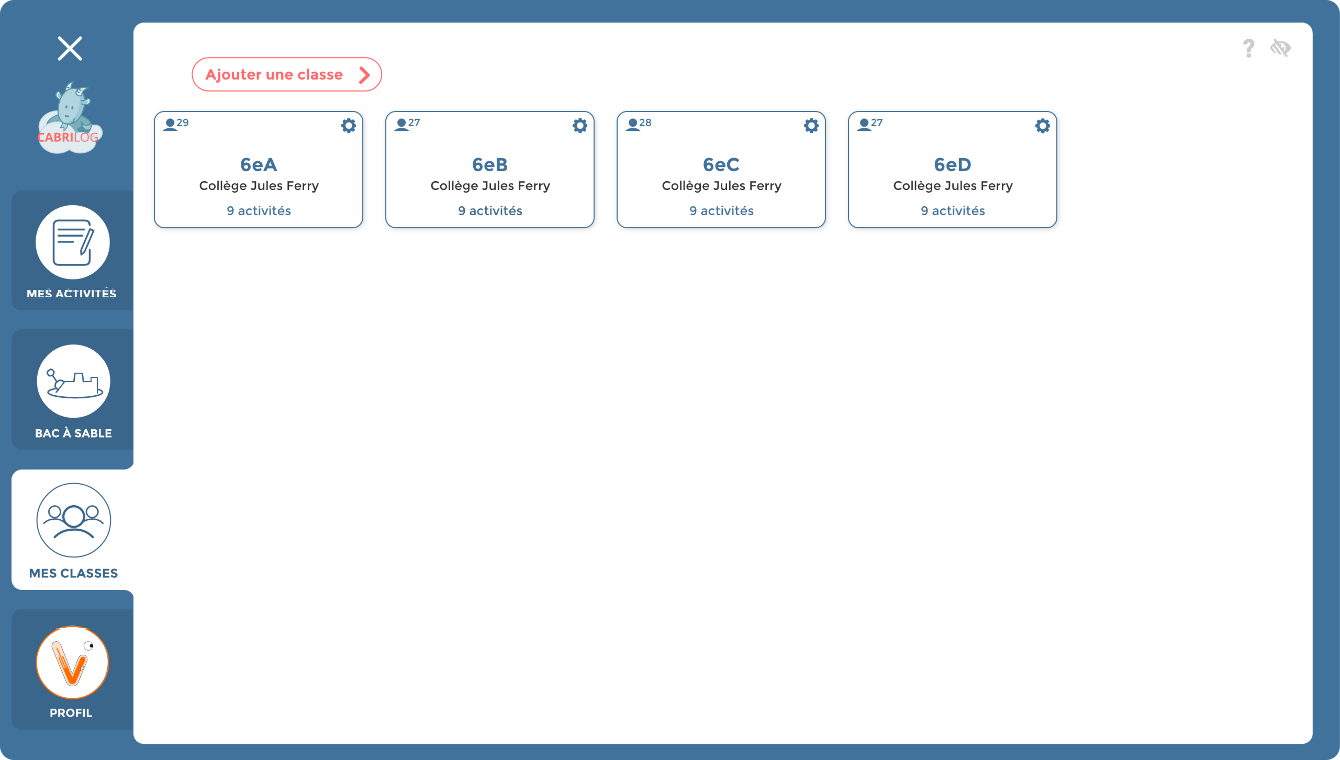 ?
Ajouter une classe
29
27
28
27
6eA
6eB
6eC
6eD
Collège Jules Ferry
Collège Jules Ferry
Collège Jules Ferry
Collège Jules Ferry
9 activités
9 activités
9 activités
9 activités
CABRILOG
MES ACTIVITÉS
BAC À SABLE
MES CLASSES
PROFIL